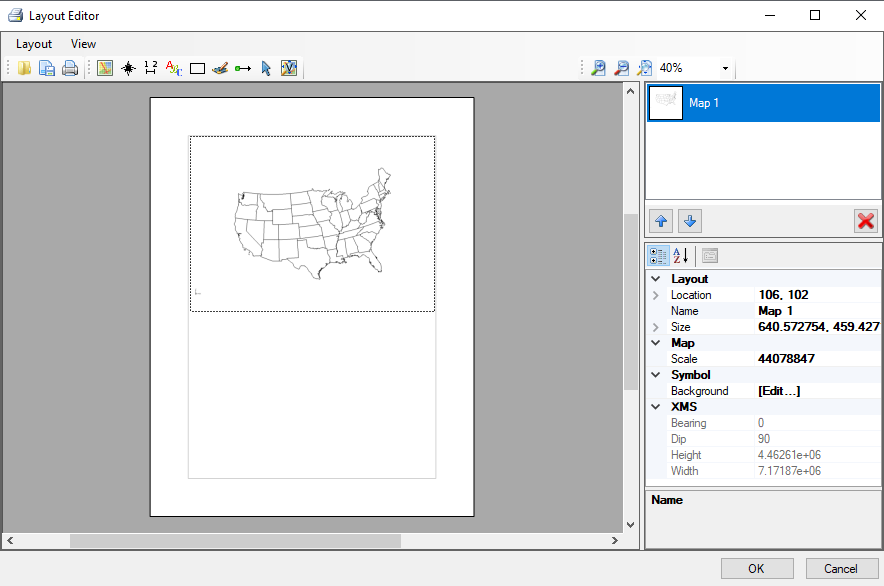 Layout Editor
Layout View
40%
Map 1
Layout
Location 106, 102
Name Map 1
Size 640.572754, 459.427
Map
Scale 44078847
Symbol
Background [Edit...]
XMS
Bearing 0
Dip 90
Height 4.46261e+06
Width 7.17187e+06
Name
OK Cancel